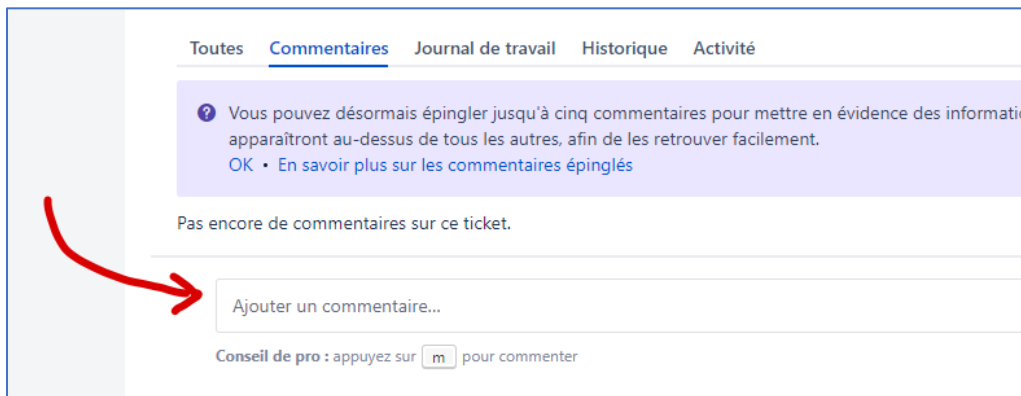 Toutes Commentaires Journal de travail Historique Activité
Vous pouvez désormais épingler jusqu'à cinq commentaires pour mettre en évidence des
apparaîtront au-dessus de tous les autres, afin de les retrouver facilement.
OK • En savoir plus sur les commentaires épinglés
Pas encore de commentaires sur ce ticket.
Ajouter un commentaire...
Conseil de pro : appuyez sur m pour commenter